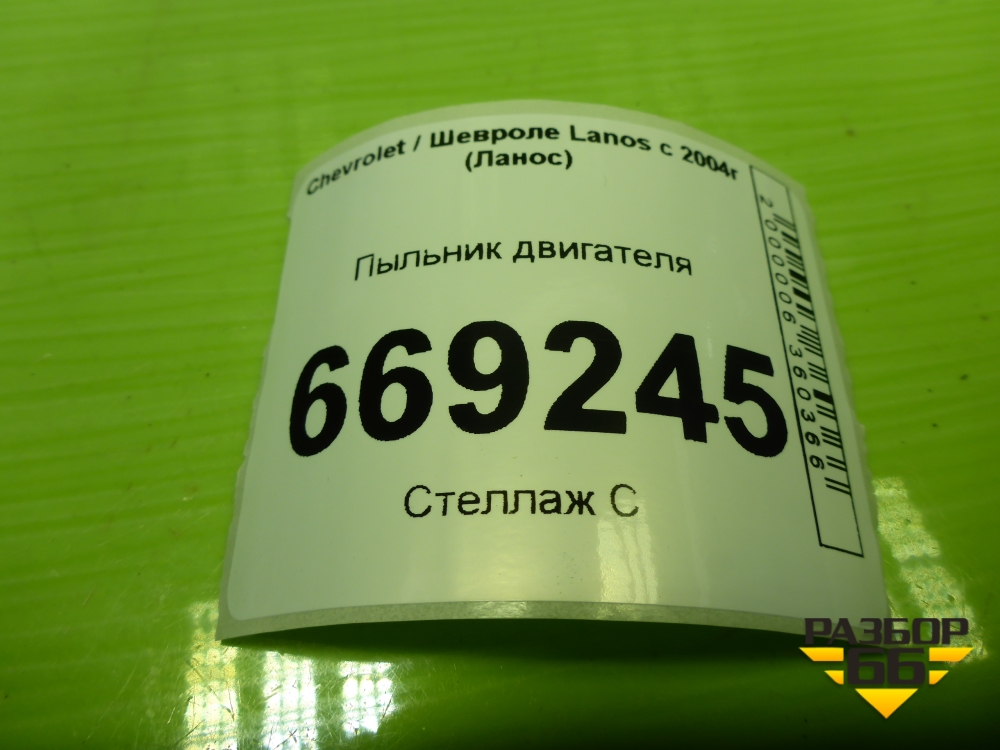 Chevrolet / Шевроле Lanos с 2004г
(Ланос)
Пыльник двигателя
669245
Стеллаж С
2000006360366
РАЗБОР
66